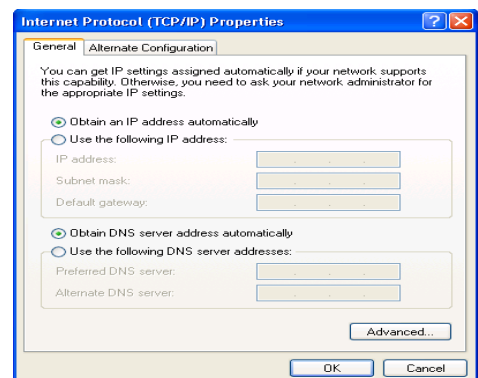 Internet Protocol (TCP/IP) Properties
General Alternate Configuration
You can get IP settings assigned automatically if your network supports
this capability. Otherwise, you need to ask your network administrator for
the appropriate IP settings.
Obtain an IP address automatically
Use the following IP address:
IP address:
Subnet mask:
Default gateway:
Obtain DNS server address automatically
Use the following DNS server addresses:
Preferred DNS server:
Alternate DNS server:
Advanced...
OK Cancel